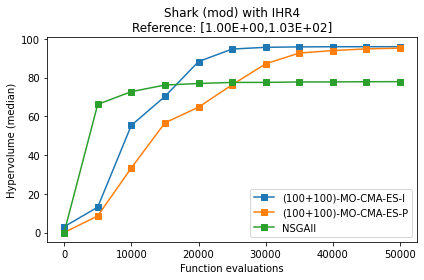 Shark (mod) with IHR4
Reference: [1.00E+00,1.03E+02]
Hypervolume (median)
100
80
60
40
20
0
(100+100)-MO-CMA-ES-I
(100+100)-MO-CMA-ES-P
NSGAII
0 10000 20000 30000 40000 50000
Function evaluations